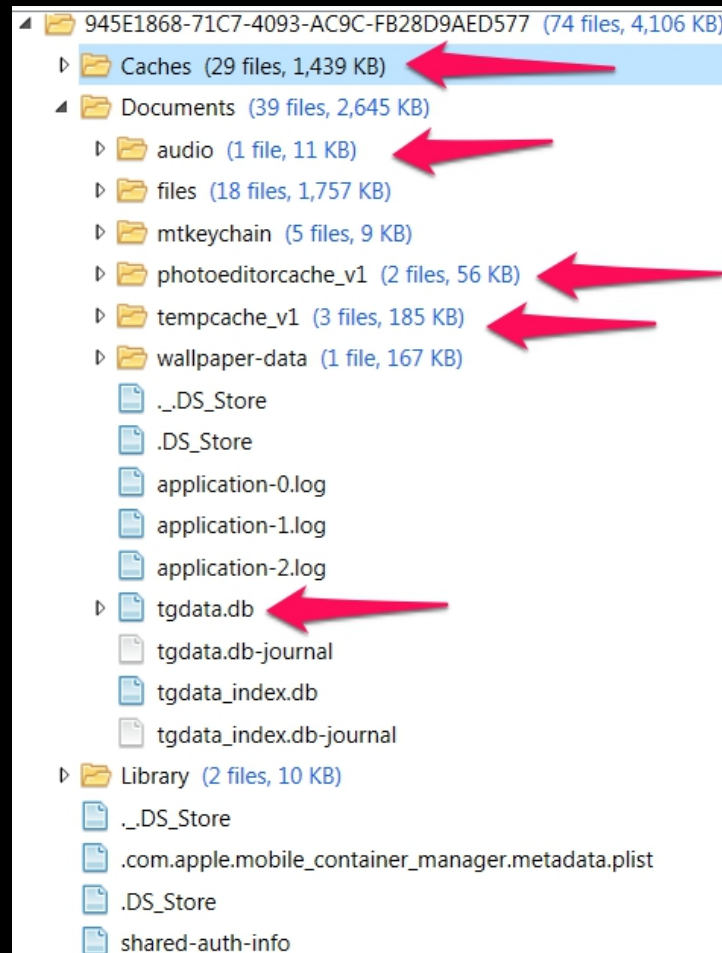 945E1868-71C7-4093-AC9C-FB28D9AED577 (74 files, 4,106 KB)
Caches (29 files, 1,439 KB)
Documents (39 files, 2,645 KB)
audio (1 file, 11 KB)
files (18 files, 1,757 KB)
mtkeychain (5 files, 9 KB)
photoeditorcache_v1 (2 files, 56 KB)
tempcache_v1 (3 files, 185 KB)
wallpaper-data (1 file, 167 KB)
._.DS_Store
.DS_Store
application-0.log
application-1.log
application-2.log
tgdata.db
tgdata.db-journal
tgdata_index.db
tgdata_index.db-journal
Library (2 files, 10 KB)
._.DS_Store
.com.apple.mobile_container_manager.metadata.plist
.DS_Store
shared-auth-info